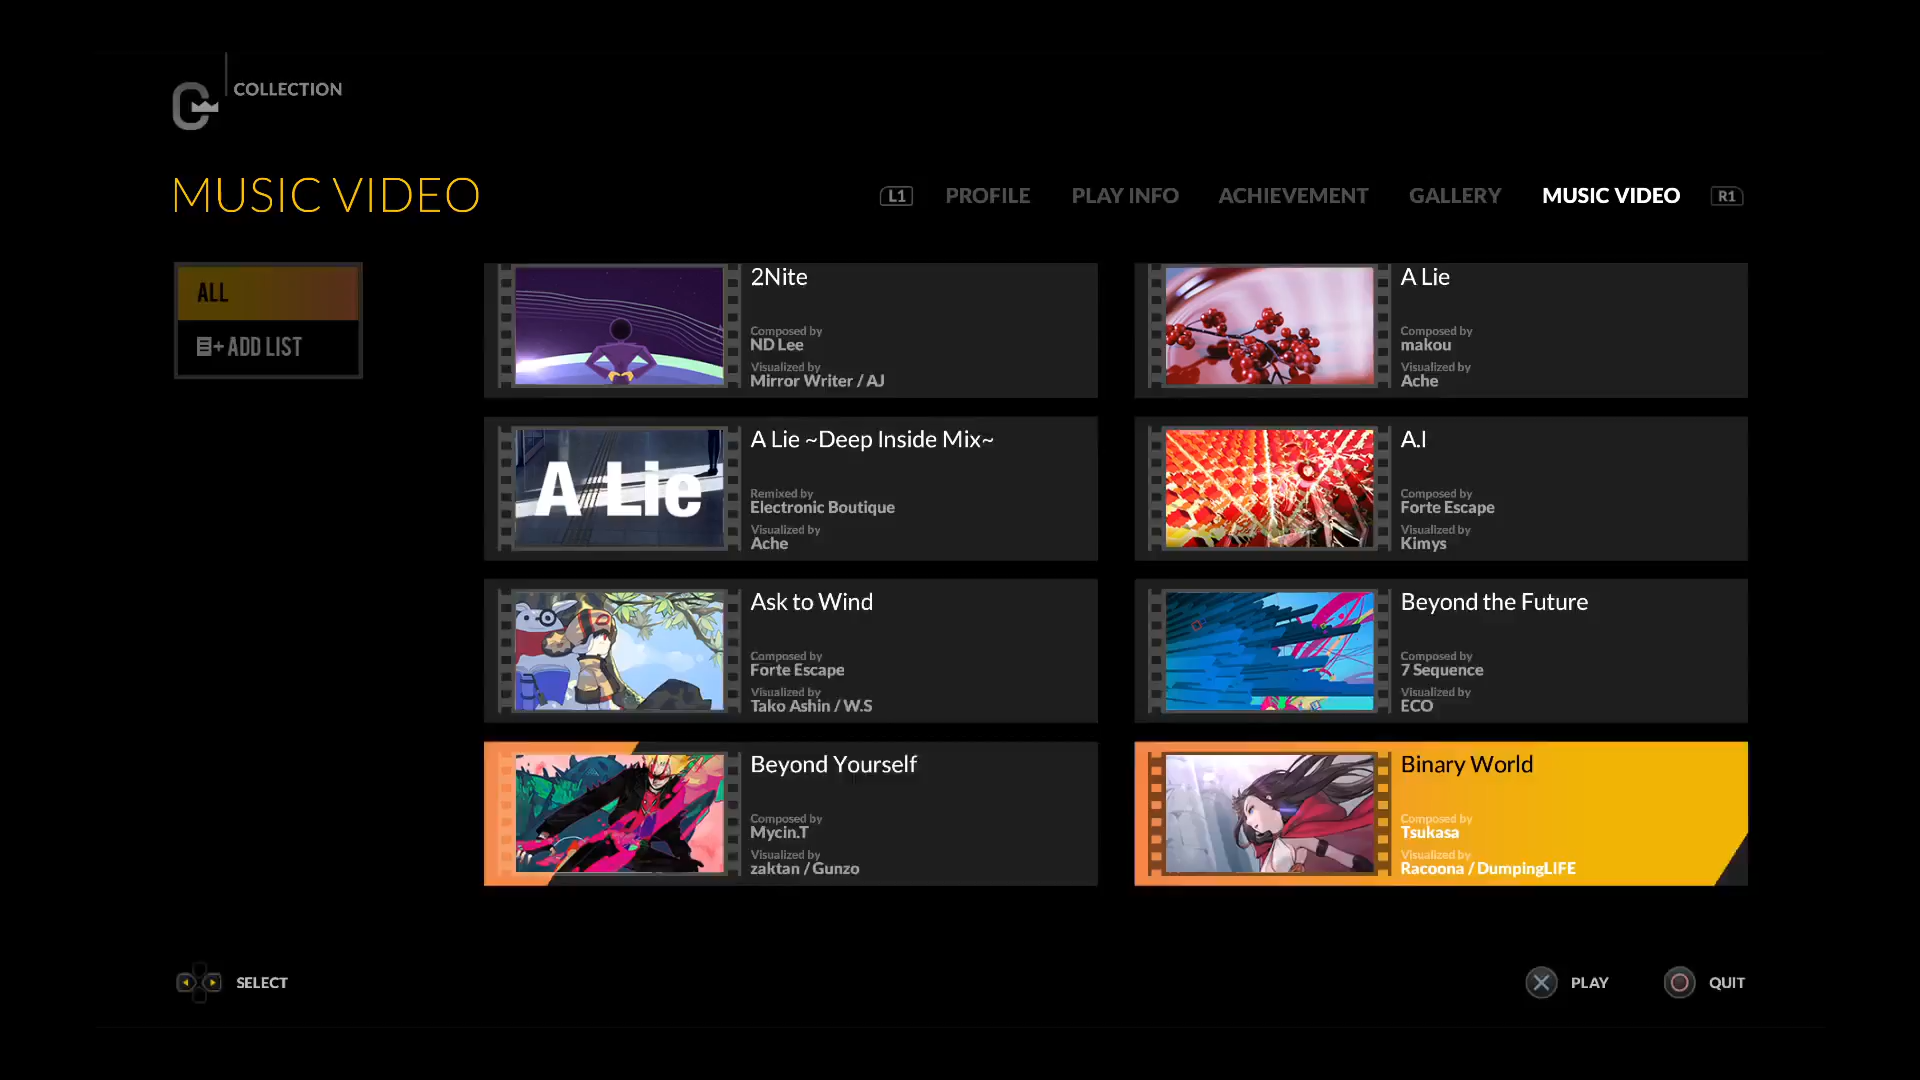 COLLECTION
MUSIC VIDEO
L1 PROFILE PLAY INFO ACHIEVEMENT GALLERY MUSIC VIDEO R1
ALL
+ ADD LIST
2Nite
Composed by
ND Lee
Visualized by
Mirror Writer / AJ
A Lie
Composed by
makou
Visualized by
Ache
A Lie
A Lie ~Deep Inside Mix~
Remixed by
Electronic Boutique
Visualized by
Ache
A.I
Composed by
Forte Escape
Visualized by
Kimys
Ask to Wind
Composed by
Forte Escape
Visualized by
Tako Ashin / W.S
Beyond the Future
Composed by
7 Sequence
Visualized by
ECO
Beyond Yourself
Composed by
Mycin.T
Visualized by
zaktan / Gunzo
Binary World
Composed by
Tsukasa
Visualized by
Racoona / DumpingLIFE
SELECT
PLAY
QUIT